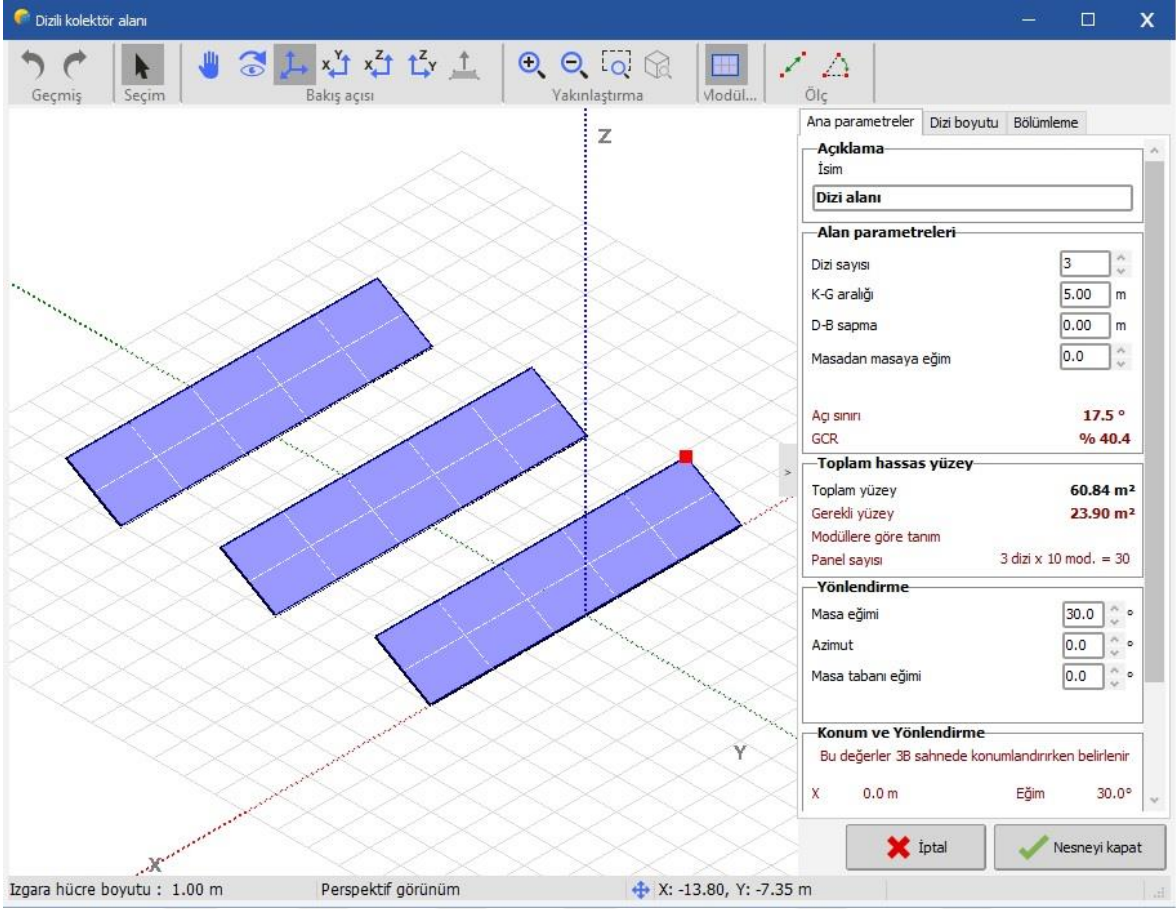 Dizili kolektör alanı
Geçmiş
Seçim
Bakış açısı
Yakınlaştırma
Modül...
Ölç
Z
Y
X
Ana parametreler
Dizi boyutu
Bölümleme
Açıklama
İsim
Dizi alanı
Alan parametreleri
Dizi sayısı 3
K-G aralığı 5.00 m
D-B sapma 0.00 m
Masadan masaya eğim 0.0
Açı sınırı 17.5 °
GCR % 40.4
Toplam hassas yüzey
Toplam yüzey 60.84 m²
Gerekli yüzey 23.90 m²
Modüllere göre tanım
Panel sayısı 3 dizi x 10 mod. = 30
Yönlendirme
Masa eğimi 30.0 °
Azimut 0.0 °
Masa tabanı eğimi 0.0 °
Konum ve Yönlendirme
Bu değerler 3B sahnede konumlandırırken belirlenir
X 0.0 m Eğim 30.0°
İptal
Nesneyi kapat
Izgara hücre boyutu : 1.00 m
Perspektif görünüm
X: -13.80, Y: -7.35 m